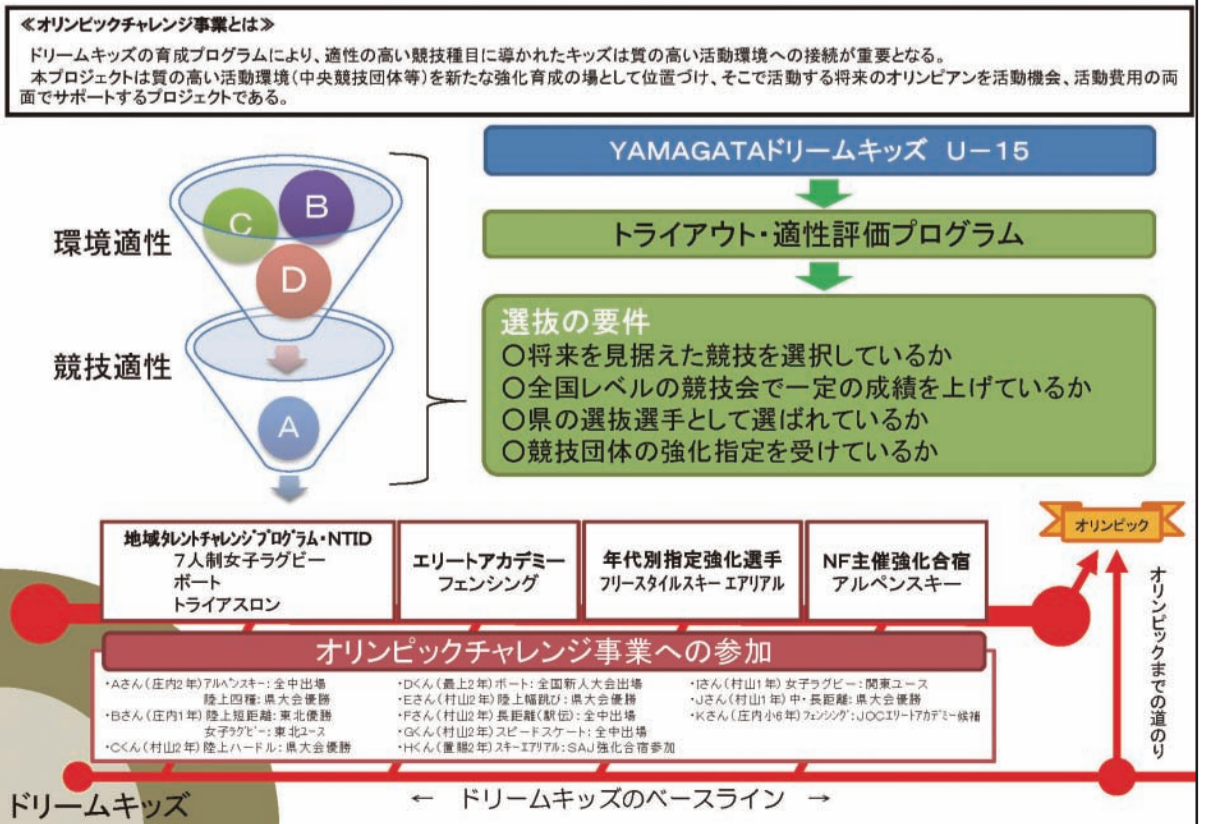 ≪オリンピックチャレンジ事業とは≫
ドリームキッズの育成プログラムにより、適性の高い競技種目に導かれたキッズは質の高い活動環境への接続が重要となる。
本プロジェクトは質の高い活動環境(中央競技団体等)を新たな強化育成の場として位置づけ、そこで活動する将来のオリンピアンを活動機会、活動費用の両
面でサポートするプロジェクトである。
YAMAGATAドリームキッズ U－15
トライアウト・適性評価プログラム
環境適性
C
B
D
競技適性
A
選抜の要件
○将来を見据えた競技を選択しているか
○全国レベルの競技会で一定の成績を上げているか
○県の選抜選手として選ばれているか
○競技団体の強化指定を受けているか
地域タレントチャレンジプログラム・NTID
7人制女子ラグビー
ボート
トライアスロン
エリートアカデミー
フェンシング
年代別指定強化選手
フリースタイルスキー エアリアル
NF主催強化合宿
アルペンスキー
オリンピック
オリンピックまでの道のり
オリンピックチャレンジ事業への参加
・Aさん(庄内2年)アルペンスキー:全中出場
陸上四種:県大会優勝
・Bさん(庄内1年)陸上短距離:東北優勝
女子ラグビー:東北ユース
・Cくん(村山2年)陸上ハードル:県大会優勝
・Dくん(最上2年)ボート:全国新人大会出場
・Eさん(村山2年)陸上幅跳び:県大会優勝
・Fさん(村山2年)長距離(駅伝):全中出場
・Gくん(村山2年)スピードスケート:全中出場
・Hくん(置賜2年)スキーエアリアル:SAJ強化合宿参加
・Iさん(村山1年)女子ラグビー:関東ユース
・Jさん(村山1年)中・長距離:県大会優勝
・Kさん(庄内小6年)フェンシング:JOCエリートアカデミー候補
ドリームキッズ
← ドリームキッズのベースライン →